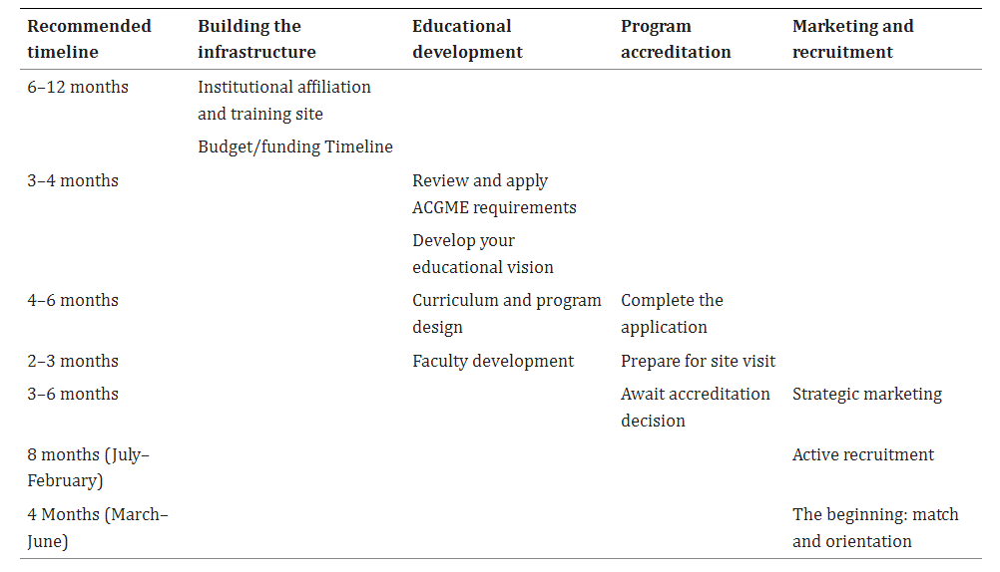 Recommended timeline
Building the infrastructure
Educational development
Program accreditation
Marketing and recruitment
6–12 months
Institutional affiliation
and training site
Budget/funding Timeline
3–4 months
Review and apply
ACGME requirements
Develop your
educational vision
4–6 months
Curriculum and program
design
Complete the
application
2–3 months
Faculty development
Prepare for site visit
3–6 months
Await accreditation
decision
Strategic marketing
8 months (July–
February)
Active recruitment
4 Months (March–
June)
The beginning: match
and orientation